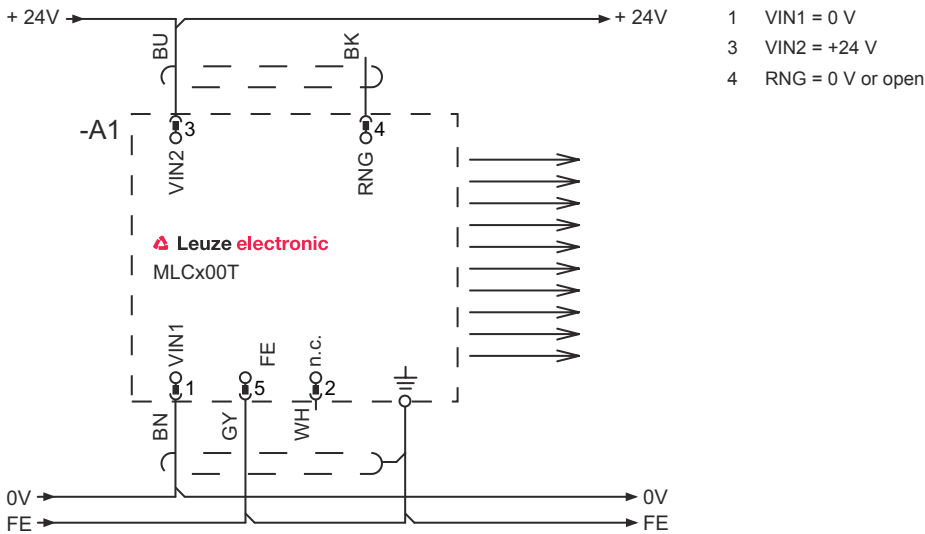 + 24V
+ 24V
1 VIN1 = 0 V
3 VIN2 = +24 V
4 RNG = 0 V or open
BU
BK
-A1
3
4
VIN2
RNG
Leuze electronic
MLCx00T
VIN1
FE
n.c.
1
5
2
BN
GY
WH
0V
0V
FE
FE